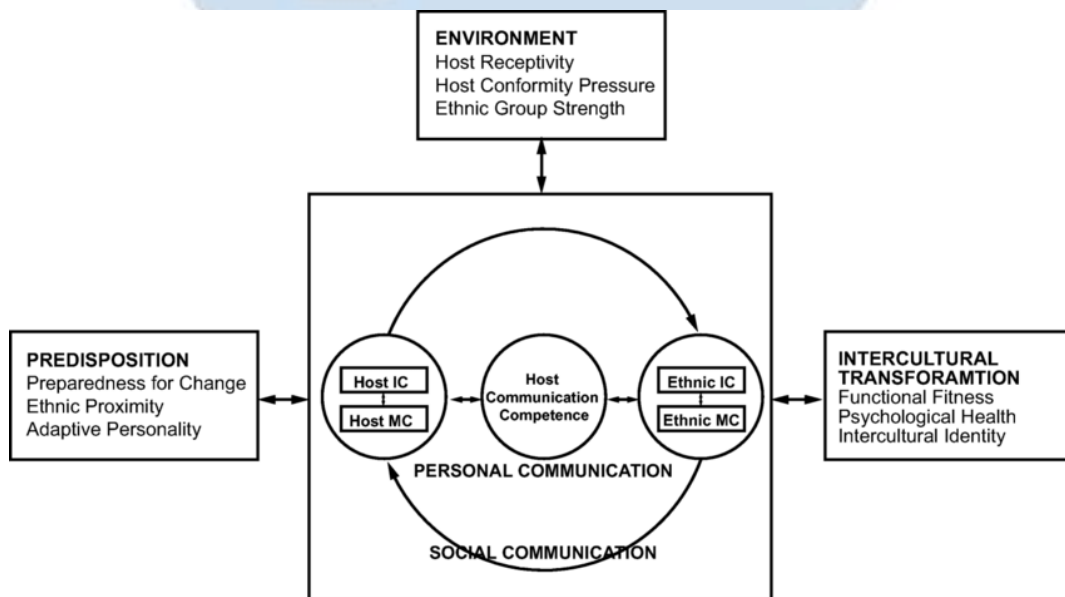 ENVIRONMENT
Host Receptivity
Host Conformity Pressure
Ethnic Group Strength
PREDISPOSITION
Preparedness for Change
Ethnic Proximity
Adaptive Personality
Host IC
Host MC
Host
Communication
Competence
Ethnic IC
Ethnic MC
INTERCULTURAL
TRANSFORAMTION
Functional Fitness
Psychological Health
Intercultural Identity
PERSONAL COMMUNICATION
SOCIAL COMMUNICATION